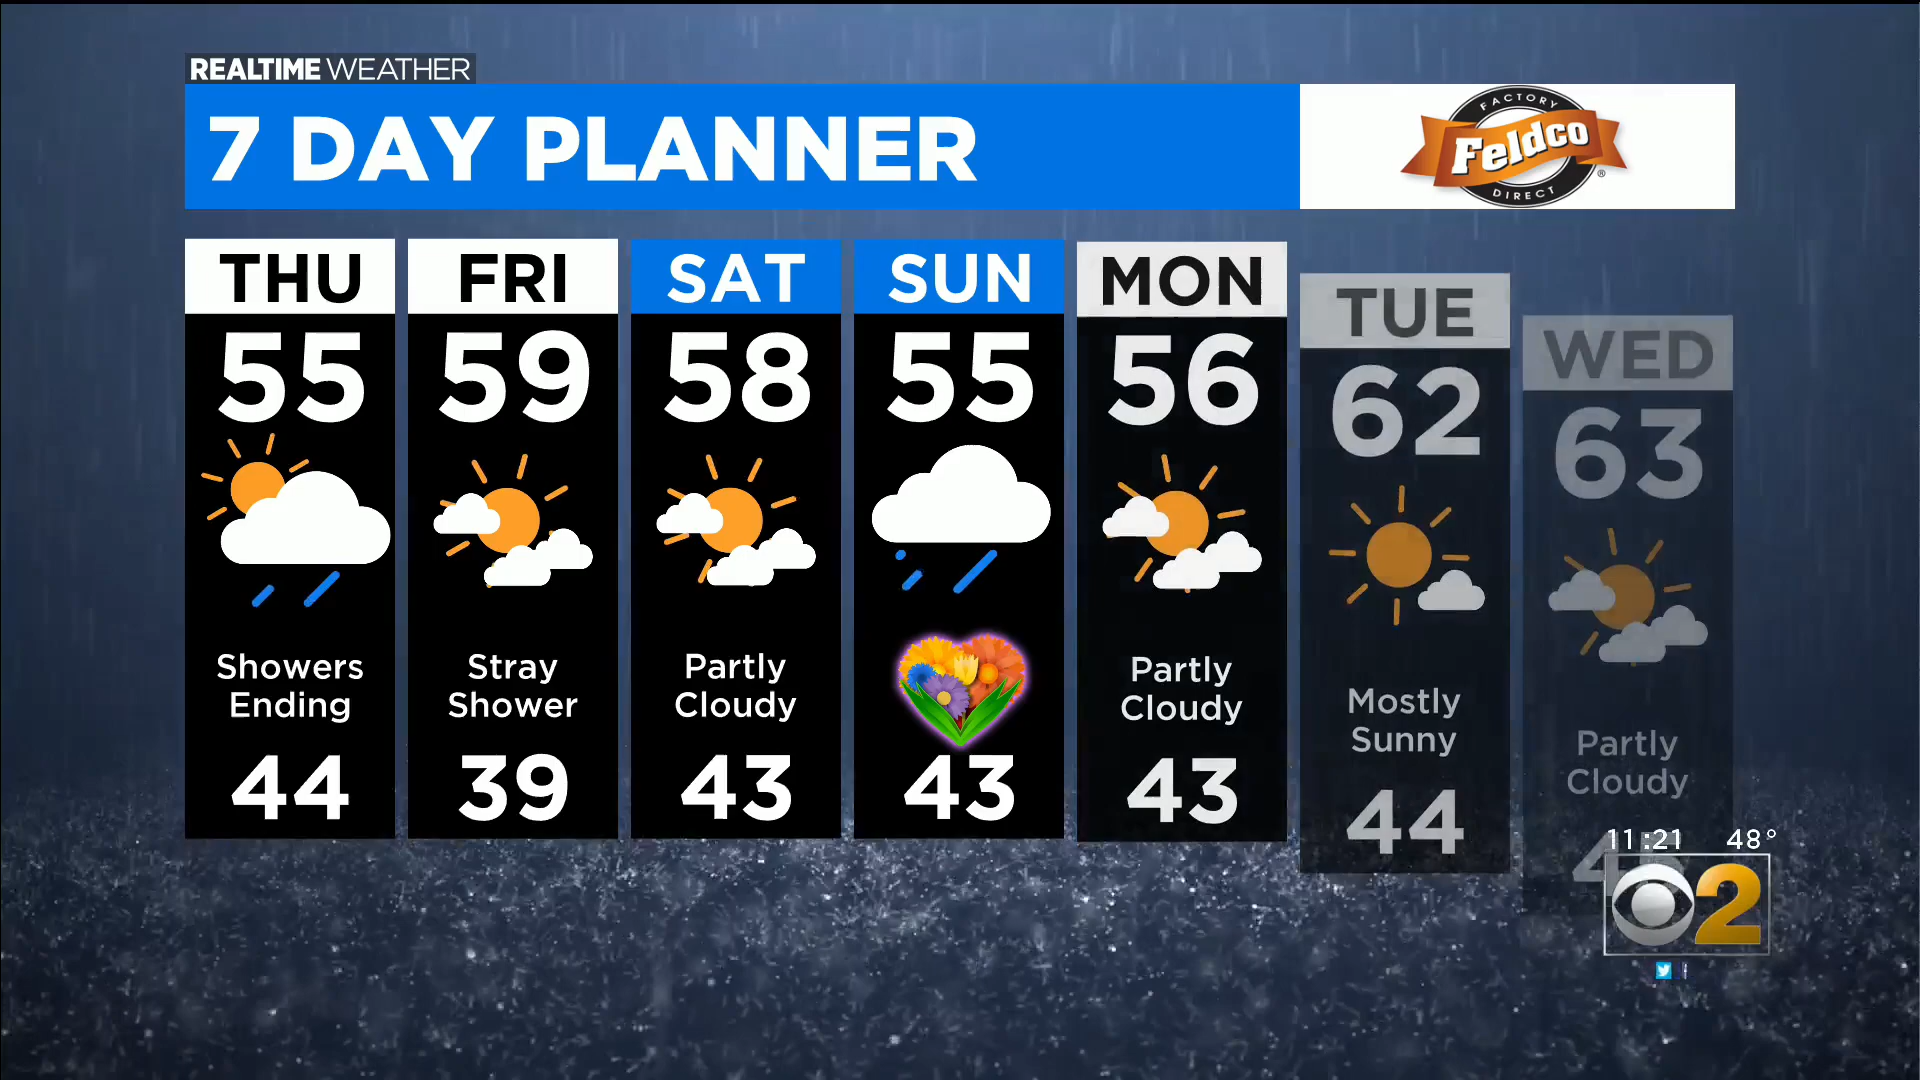 REALTIME WEATHER
7 DAY PLANNER
FACTORY
Feldco
®
DIRECT
THU
55
Showers
Ending
44
FRI
59
Stray
Shower
39
SAT
58
Partly
Cloudy
43
SUN
55
43
MON
56
Partly
Cloudy
43
TUE
62
Mostly
Sunny
44
WED
63
Partly
Cloudy
11:21 48°
2